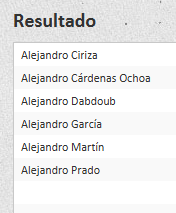 Resultado
Alejandro Ciriza
Alejandro Cárdenas Ochoa
Alejandro Dabdoub
Alejandro García
Alejandro Martín
Alejandro Prado